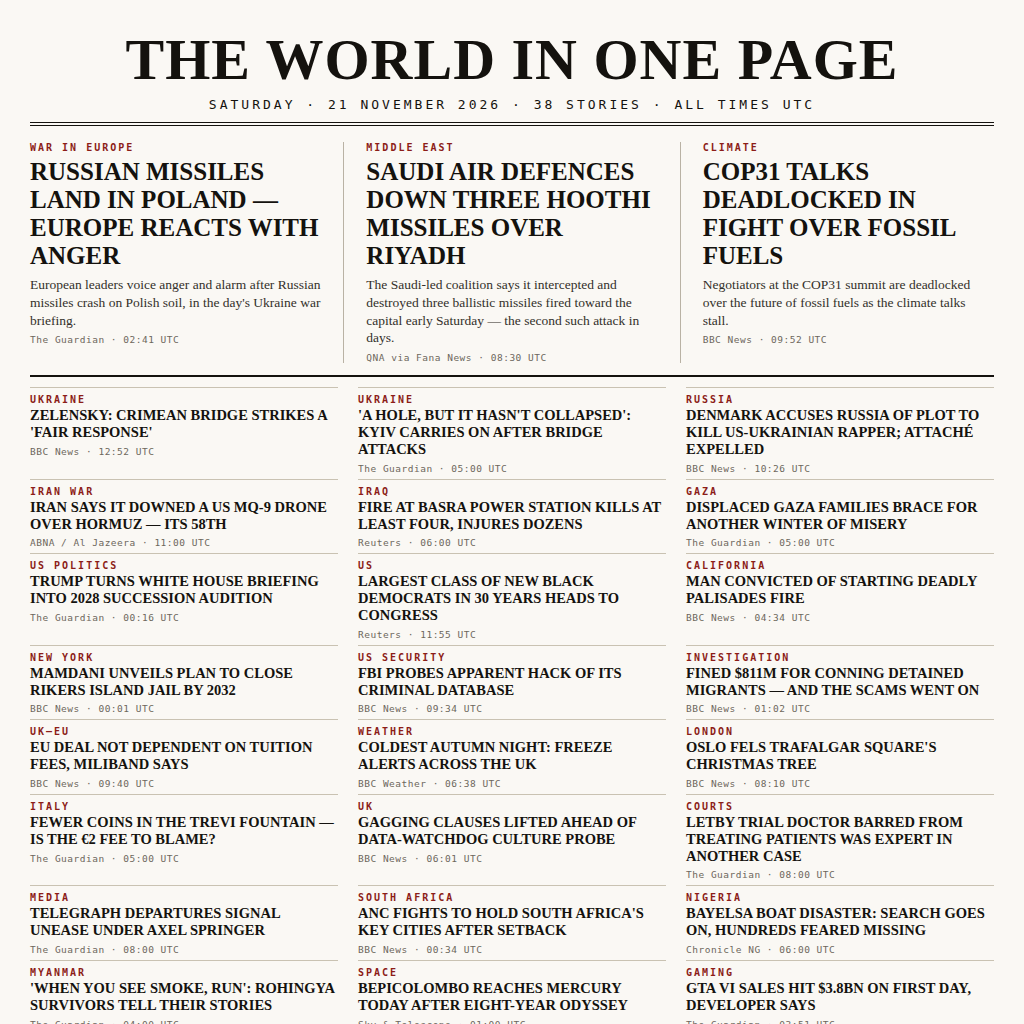 THE WORLD IN ONE PAGE
SATURDAY · 21 NOVEMBER 2026 · 38 STORIES · ALL TIMES UTC
WAR IN EUROPE
RUSSIAN MISSILES
LAND IN POLAND —
EUROPE REACTS WITH
ANGER
European leaders voice anger and alarm after Russian
missiles crash on Polish soil, in the day's Ukraine war
briefing.
The Guardian · 02:41 UTC
MIDDLE EAST
SAUDI AIR DEFENCES
DOWN THREE HOOTHI
MISSILES OVER
RIYADH
The Saudi-led coalition says it intercepted and
destroyed three ballistic missiles fired toward the
capital early Saturday — the second such attack in
days.
QNA via Fana News · 08:30 UTC
CLIMATE
COP31 TALKS
DEADLOCKED IN
FIGHT OVER FOSSIL
FUELS
Negotiators at the COP31 summit are deadlocked
over the future of fossil fuels as the climate talks
stall.
BBC News · 09:52 UTC
UKRAINE
ZELENSKY: CRIMEAN BRIDGE STRIKES A
'FAIR RESPONSE'
BBC News · 12:52 UTC
UKRAINE
'A HOLE, BUT IT HASN'T COLLAPSED':
KYIV CARRIES ON AFTER BRIDGE
ATTACKS
The Guardian · 05:00 UTC
RUSSIA
DENMARK ACCUSES RUSSIA OF PLOT TO
KILL US-UKRAINIAN RAPPER; ATTACHÉ
EXPELLED
BBC News · 10:26 UTC
IRAN WAR
IRAN SAYS IT DOWNED A US MQ-9 DRONE
OVER HORMUZ — ITS 58TH
ABNA / Al Jazeera · 11:00 UTC
IRAQ
FIRE AT BASRA POWER STATION KILLS AT
LEAST FOUR, INJURES DOZENS
Reuters · 06:00 UTC
GAZA
DISPLACED GAZA FAMILIES BRACE FOR
ANOTHER WINTER OF MISERY
The Guardian · 05:00 UTC
US POLITICS
TRUMP TURNS WHITE HOUSE BRIEFING
INTO 2028 SUCCESSION AUDITION
The Guardian · 00:16 UTC
US
LARGEST CLASS OF NEW BLACK
DEMOCRATS IN 30 YEARS HEADS TO
CONGRESS
Reuters · 11:55 UTC
CALIFORNIA
MAN CONVICTED OF STARTING DEADLY
PALISADES FIRE
BBC News · 04:34 UTC
NEW YORK
MAMDANI UNVEILS PLAN TO CLOSE
RIKERS ISLAND JAIL BY 2032
BBC News · 00:01 UTC
US SECURITY
FBI PROBES APPARENT HACK OF ITS
CRIMINAL DATABASE
BBC News · 09:34 UTC
INVESTIGATION
FINED $811M FOR CONNING DETAINED
MIGRANTS — AND THE SCAMS WENT ON
BBC News · 01:02 UTC
UK–EU
EU DEAL NOT DEPENDENT ON TUITION
FEES, MILIBAND SAYS
BBC News · 09:40 UTC
WEATHER
COLDEST AUTUMN NIGHT: FREEZE
ALERTS ACROSS THE UK
BBC Weather · 06:38 UTC
LONDON
OSLO FELS TRAFALGAR SQUARE'S
CHRISTMAS TREE
BBC News · 08:10 UTC
ITALY
FEWER COINS IN THE TREVI FOUNTAIN —
IS THE €2 FEE TO BLAME?
The Guardian · 05:00 UTC
UK
GAGGING CLAUSES LIFTED AHEAD OF
DATA-WATCHDOG CULTURE PROBE
BBC News · 06:01 UTC
COURTS
LETBY TRIAL DOCTOR BARRED FROM
TREATING PATIENTS WAS EXPERT IN
ANOTHER CASE
The Guardian · 08:00 UTC
MEDIA
TELEGRAPH DEPARTURES SIGNAL
UNEASE UNDER AXEL SPRINGER
The Guardian · 08:00 UTC
SOUTH AFRICA
ANC FIGHTS TO HOLD SOUTH AFRICA'S
KEY CITIES AFTER SETBACK
BBC News · 00:34 UTC
NIGERIA
BAYELSA BOAT DISASTER: SEARCH GOES
ON, HUNDREDS FEARED MISSING
Chronicle NG · 06:00 UTC
MYANMAR
'WHEN YOU SEE SMOKE, RUN': ROHINGYA
SURVIVORS TELL THEIR STORIES
SPACE
BEPICOLOMBO REACHES MERCURY
TODAY AFTER EIGHT-YEAR ODYSSEY
GAMING
GTA VI SALES HIT $3.8BN ON FIRST DAY,
DEVELOPER SAYS